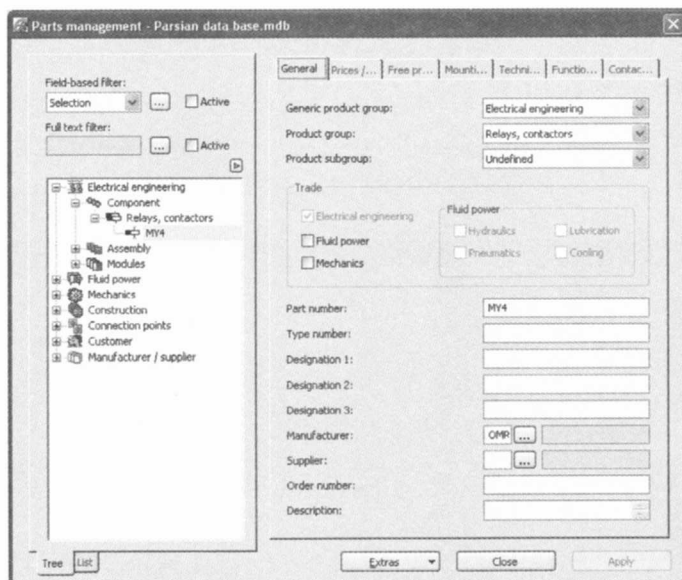 Parts management - Parsian data base.mdb
Field-based filter:
Selection ... Active
Full text filter:
... Active
Electrical engineering
Component
Relays, contactors
MY4
Assembly
Modules
Fluid power
Mechanics
Construction
Connection points
Customer
Manufacturer / supplier
Tree List
General Prices /... Free pr... Mounti... Techni... Functio... Contac...
Generic product group: Electrical engineering
Product group: Relays, contactors
Product subgroup: Undefined
Trade
Electrical engineering
Fluid power
Mechanics
Fluid power
Hydraulics Lubrication
Pneumatics Cooling
Part number: MY4
Type number:
Designation 1:
Designation 2:
Designation 3:
Manufacturer: OMR ...
Supplier: ...
Order number:
Description:
Extras Close Apply